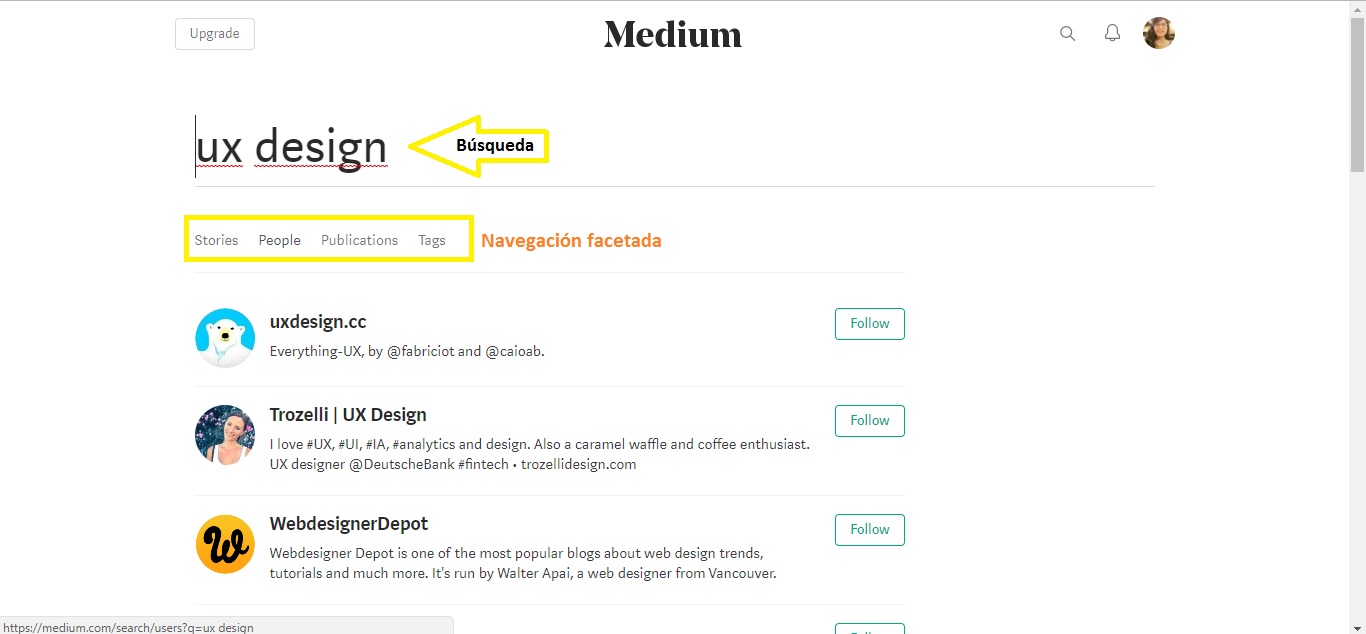 Upgrade
Medium
ux design
Búsqueda
Stories People Publications Tags
Navegación facetada
uxdesign.cc
Everything-UX, by @fabriciot and @caioab.
Follow
Trozelli | UX Design
I love #UX, #UI, #IA, #analytics and design. Also a caramel waffle and coffee enthusiast.
UX designer @DeutscheBank #fintech • trozellidesign.com
Follow
W
WebdesignerDepot
Webdesigner Depot is one of the most popular blogs about web design trends,
tutorials and much more. It's run by Walter Apai, a web designer from Vancouver.
Follow
https://medium.com/search/users?q=ux design